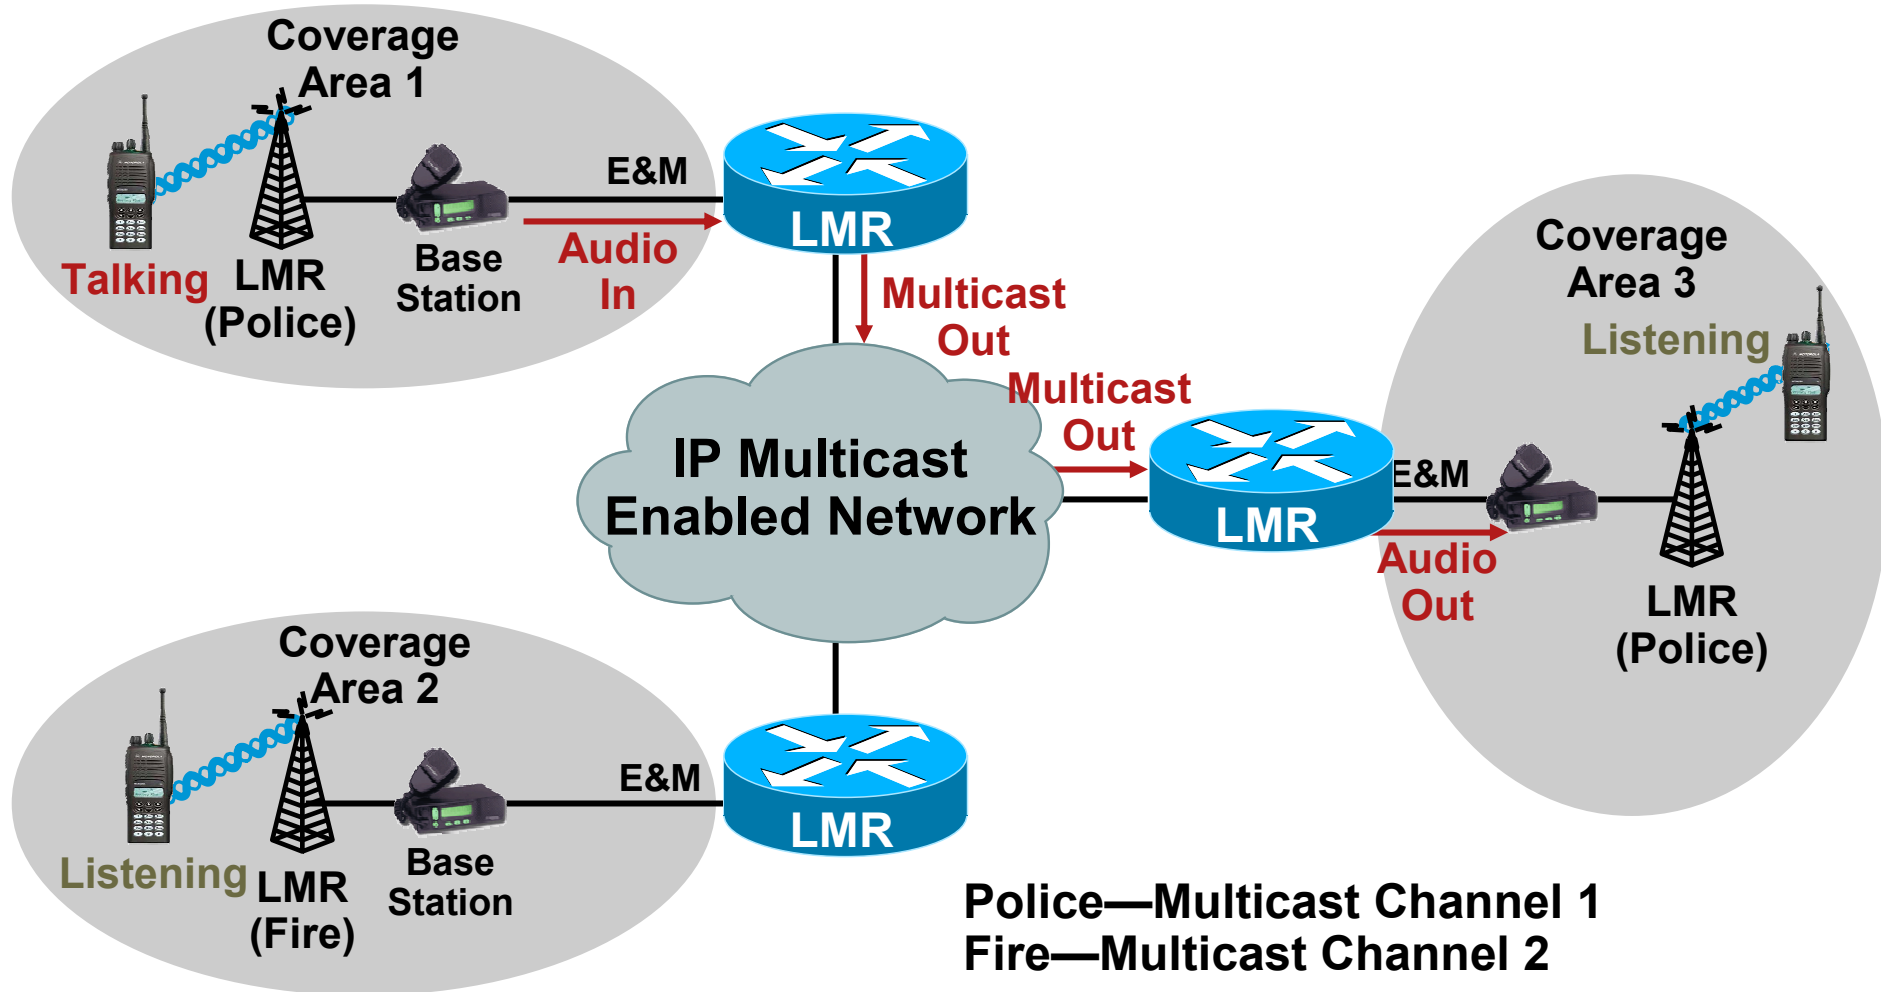 Coverage
Area 1
E&M
LMR
Talking
LMR
(Police)
Base
Station
Audio
In
Multicast
Out
Multicast
Out
IP Multicast
Enabled Network
LMR
Coverage
Area 3
Listening
E&M
Audio
Out
LMR
(Police)
Coverage
Area 2
E&M
LMR
Listening
LMR
(Fire)
Base
Station
Police—Multicast Channel 1
Fire—Multicast Channel 2